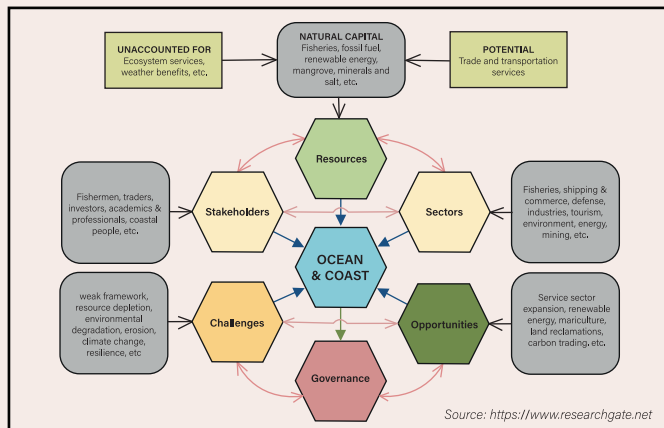 UNACCOUNTED FOR
Ecosystem services,
weather benefits, etc.
NATURAL CAPITAL
Fisheries, fossil fuel,
renewable energy,
mangrove, minerals and
salt, etc.
POTENTIAL
Trade and transportation
services
Resources
Fishermen, traders,
investors, academics &
professionals, coastal
people, etc.
Stakeholders
Sectors
Fisheries, shipping &
commerce, defense,
industries, tourism,
environment, energy,
mining, etc.
OCEAN
& COAST
weak framework,
resource depletion,
environmental
degradation, erosion,
climate change,
resilience, etc
Challenges
Opportunities
Service sector
expansion, renewable
energy, mariculture,
land reclamations,
carbon trading. etc.
Governance
Source: https://www.researchgate.net